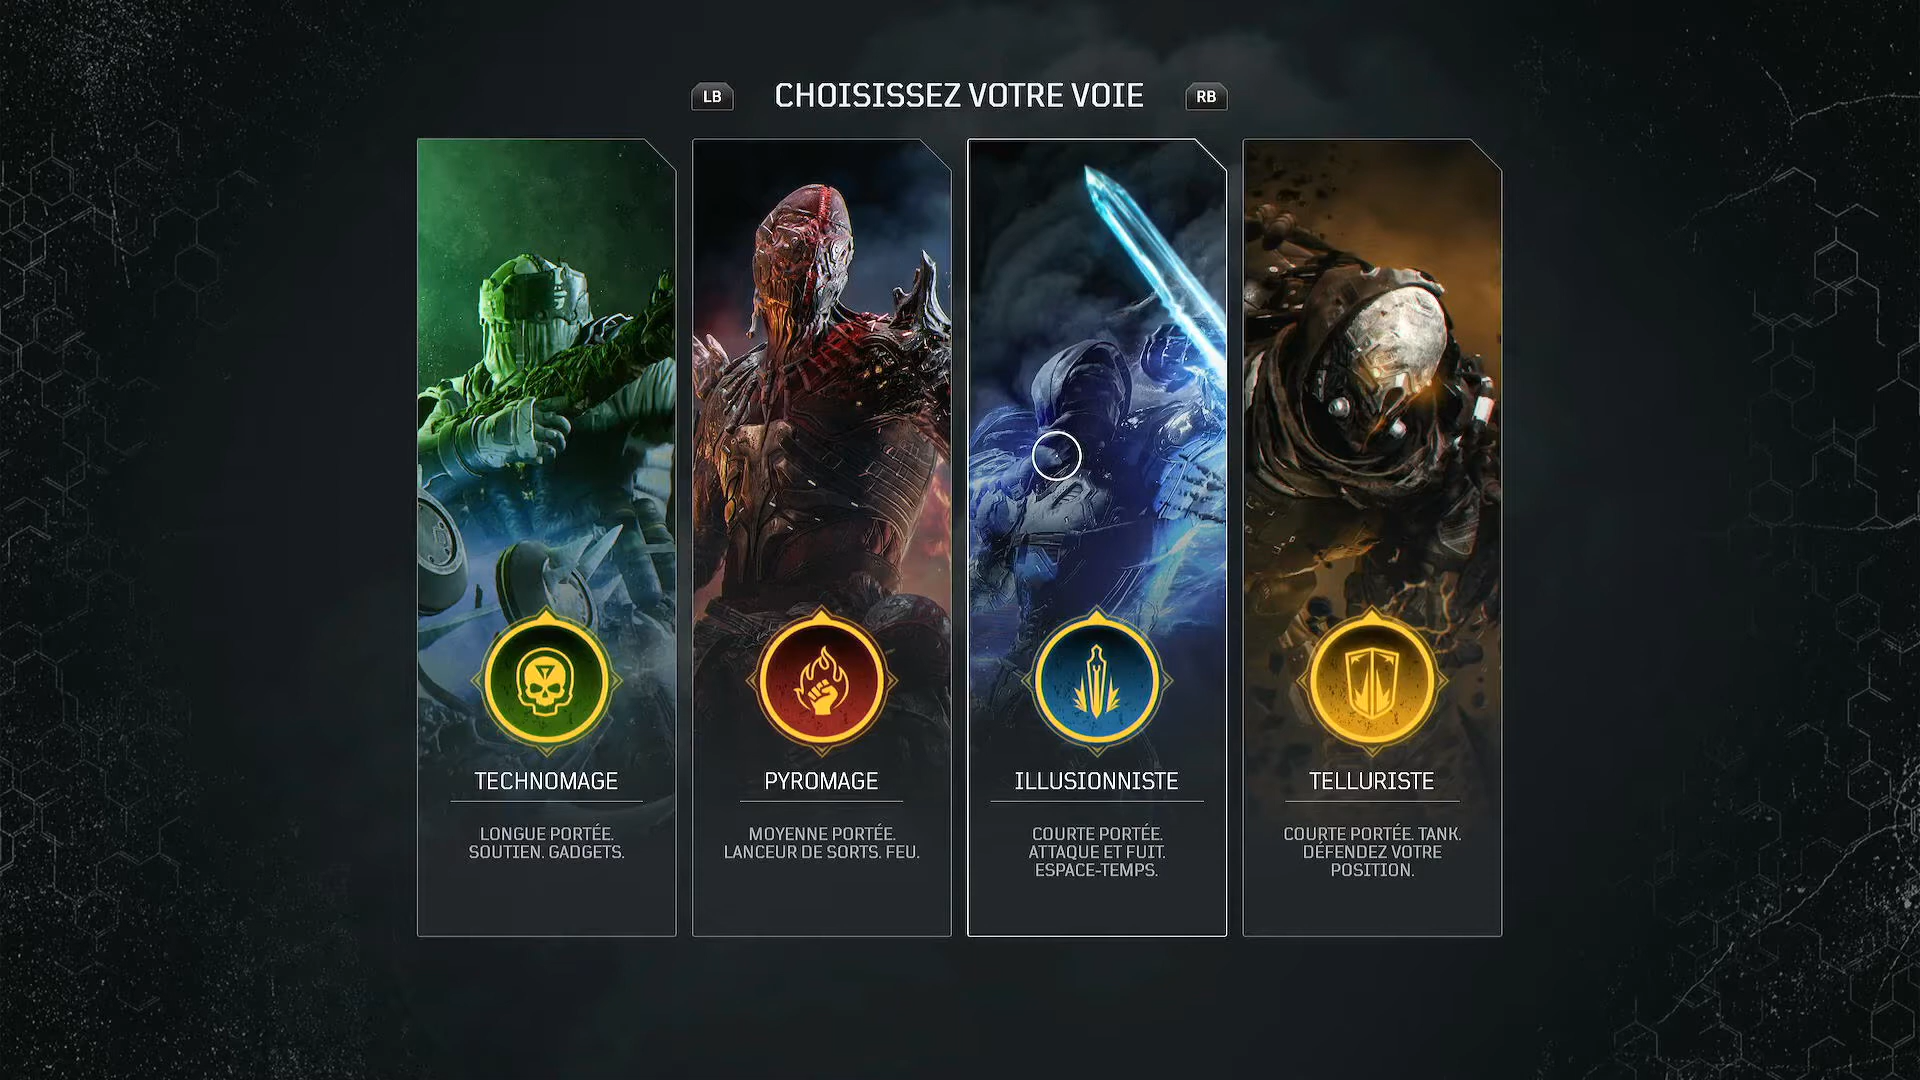 LB
CHOISISSEZ VOTRE VOIE
RB
TECHNOMAGE
LONGUE PORTÉE.
SOUTIEN. GADGETS.
PYROMAGE
MOYENNE PORTÉE.
LANCEUR DE SORTS. FEU.
ILLUSIONNISTE
COURTE PORTÉE.
ATTAQUE ET FUIT.
ESPACE-TEMPS.
TELLURISTE
COURTE PORTÉE. TANK.
DÉFENDEZ VOTRE
POSITION.